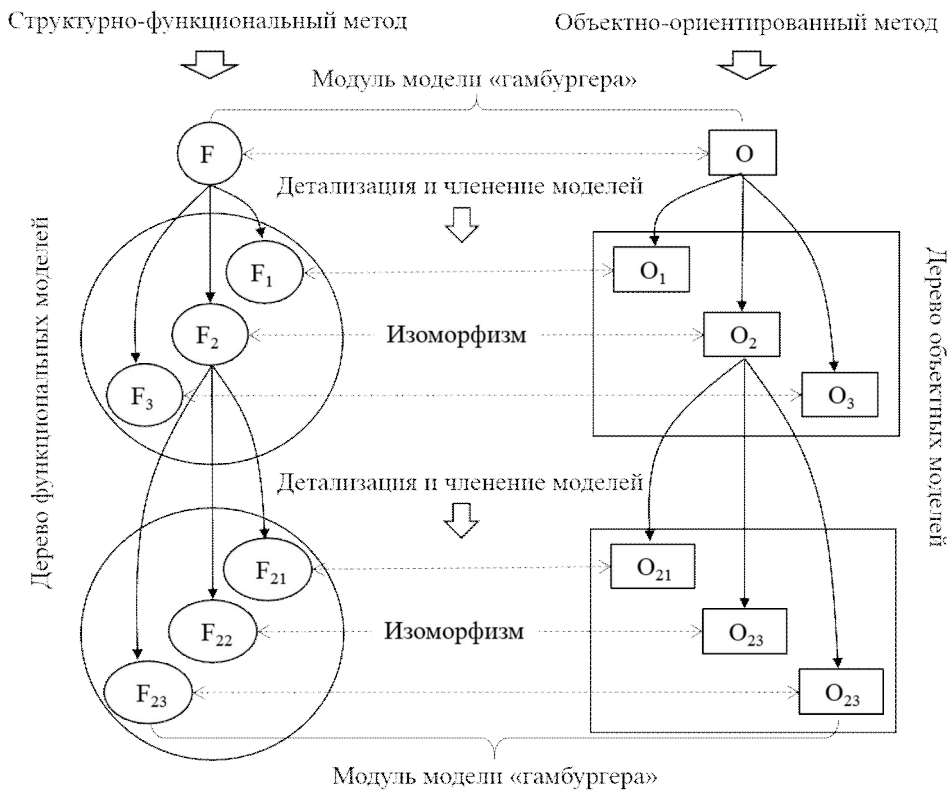 Структурно-функциональный метод
Объектно-ориентированный метод
Модуль модели «гамбургера»
F
O
Детализация и членение моделей
Дерево функциональных моделей
Дерево объектных моделей
F1
O1
F2
Изоморфизм
O2
F3
O3
Детализация и членение моделей
F21
O21
F22
Изоморфизм
O23
F23
O23
Модуль модели «гамбургера»